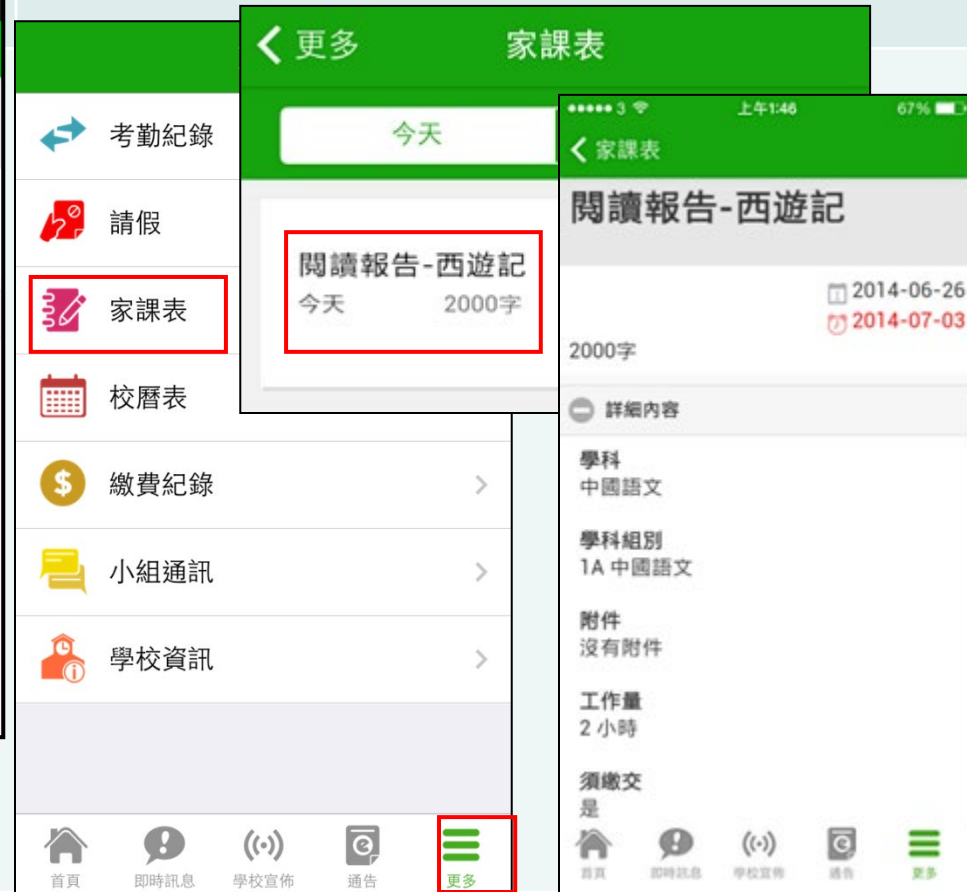 考勤紀錄
請假
家課表
校曆表
繳費紀錄
小組通訊
學校資訊
首頁
即時訊息
學校宣佈
通告
更多
更多
家課表
今天
閱讀報告-西遊記
今天 2000字
3 上午1:46 67%
家課表
閱讀報告-西遊記
2014-06-26
2014-07-03
2000字
詳細內容
學科
中國語文
學科組別
1A 中國語文
附件
沒有附件
工作量
2 小時
須繳交
是
首頁
即時訊息
學校宣佈
通告
更多